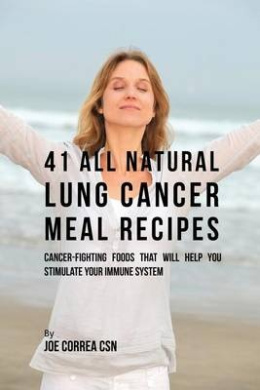 41 ALL NATURAL
LUNG CANCER
MEAL RECIPES
CANCER-FIGHTING FOODS THAT WILL HELP YOU
STIMULATE YOUR IMMUNE SYSTEM
By
JOE CORREA CSN